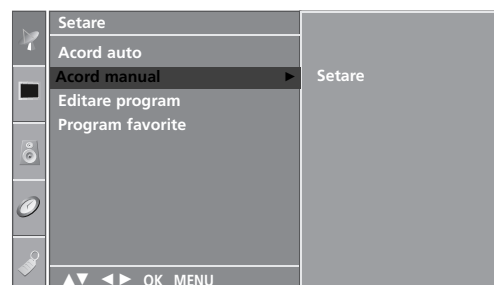 Setare
Acord auto
Acord manual ► Setare
Editare program
Program favorite
▲▼ ◄► OK MENU